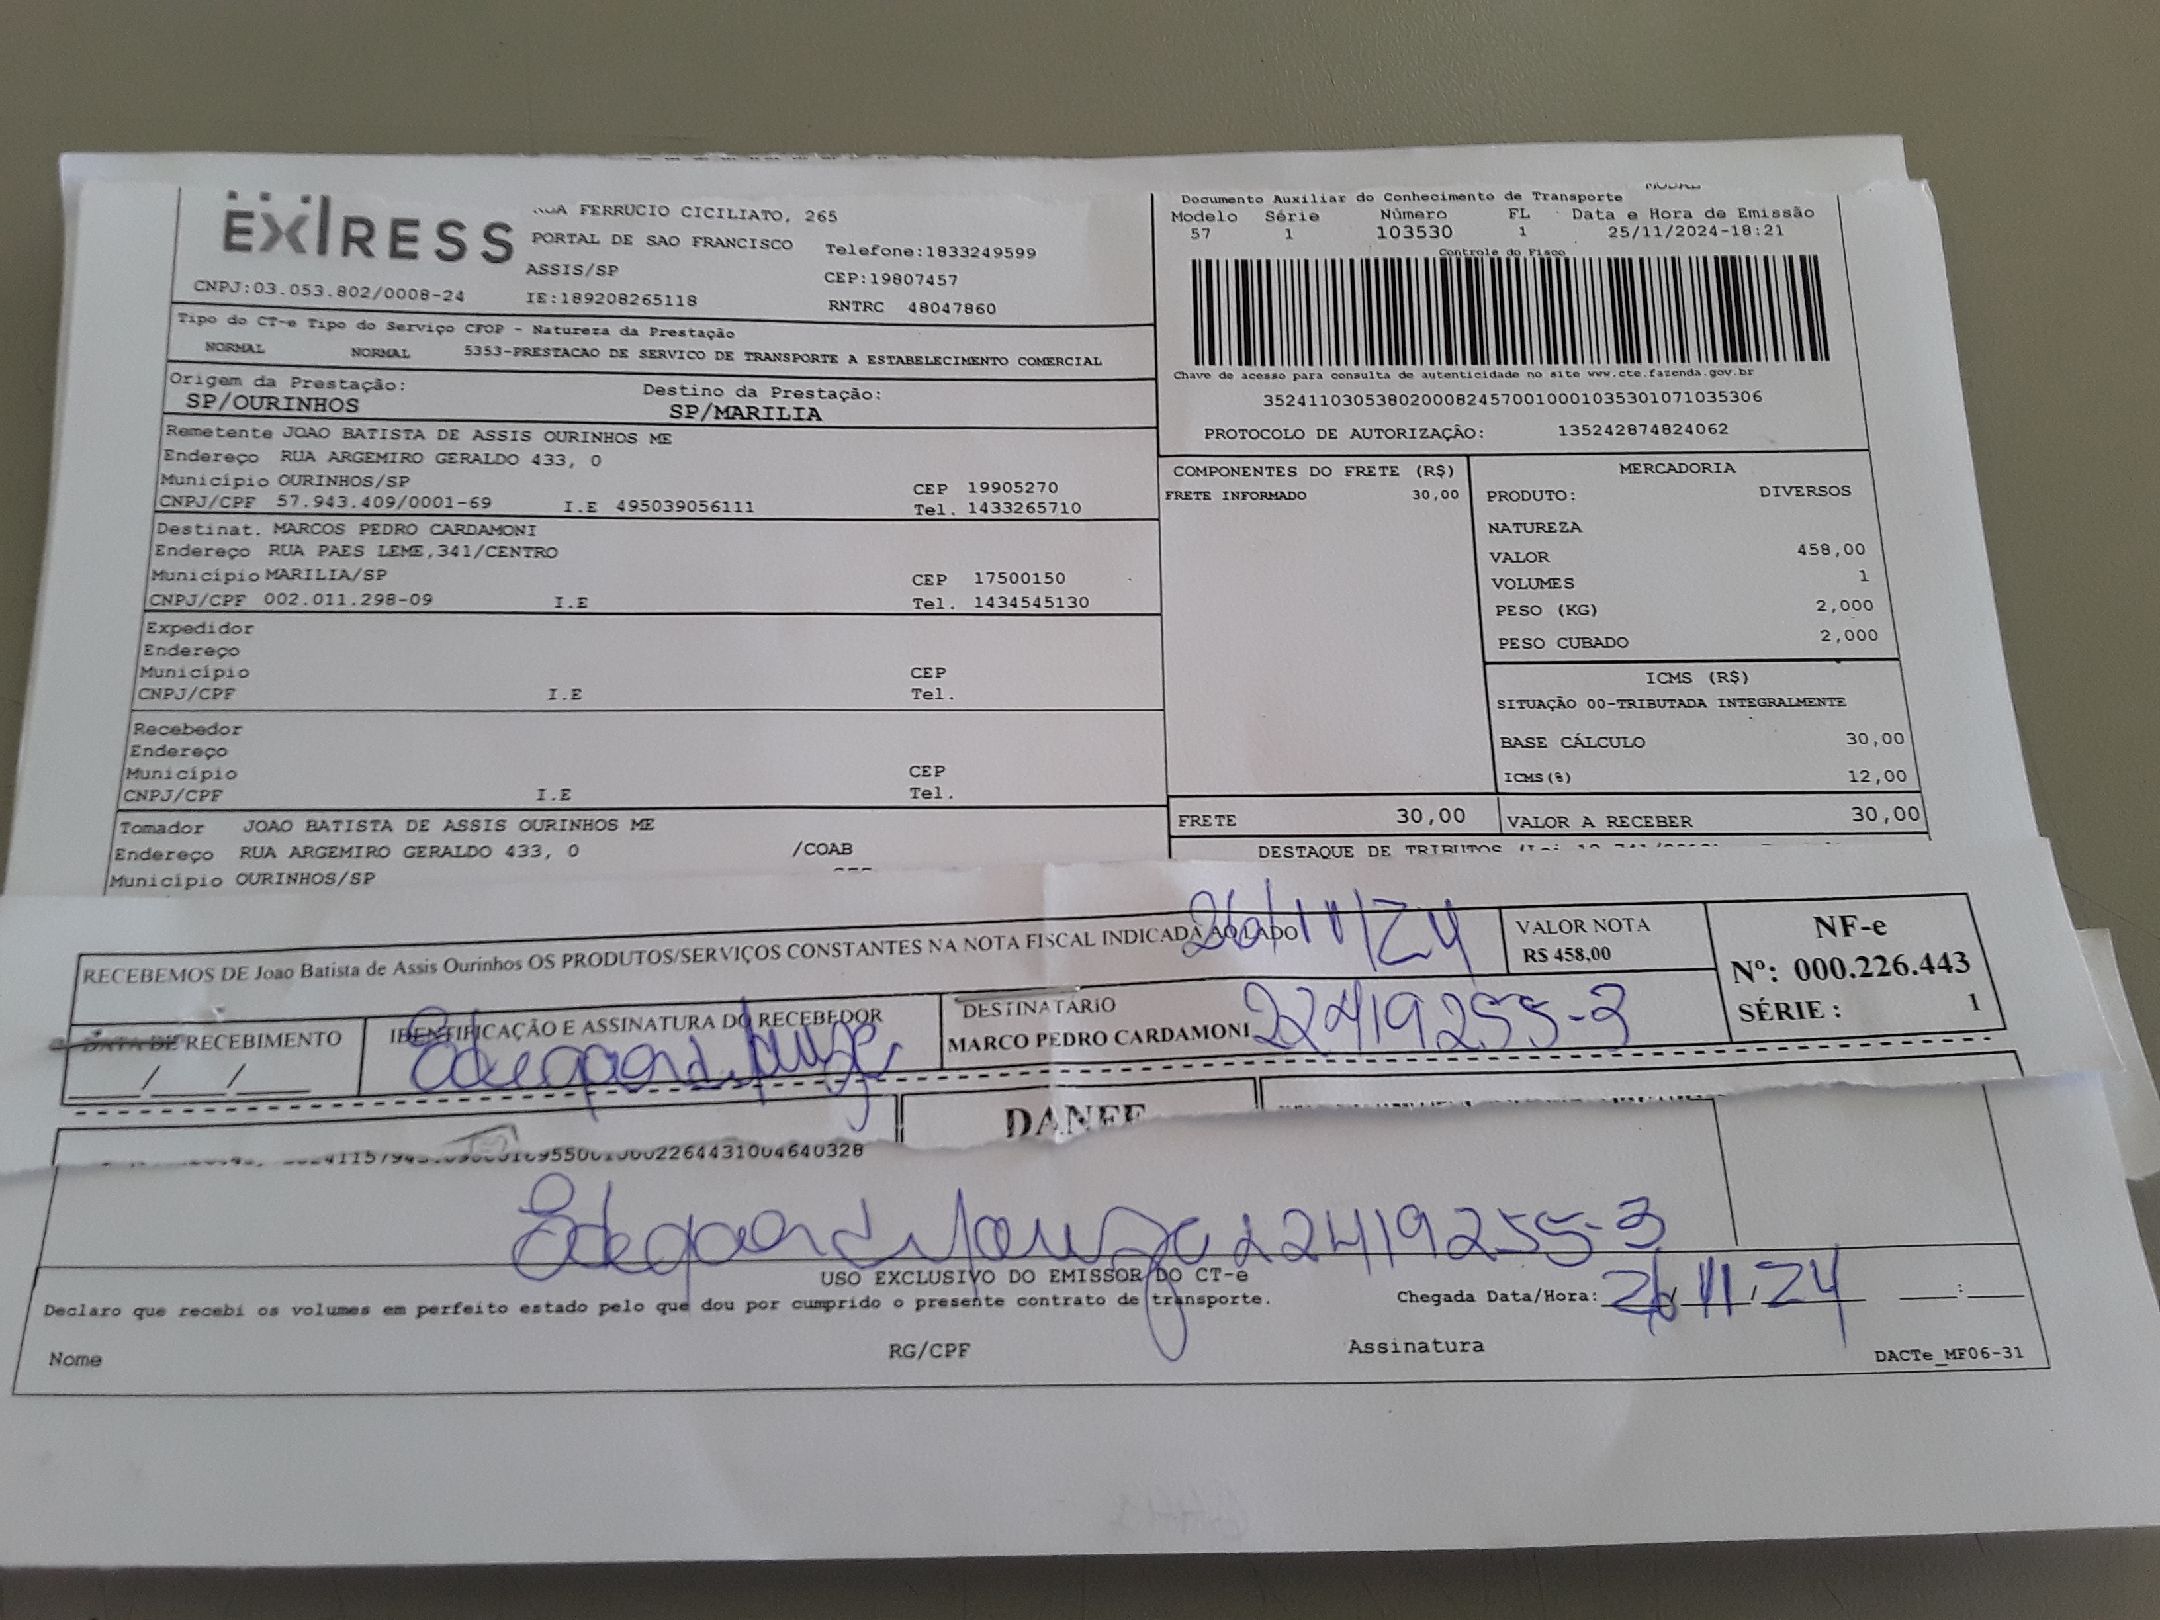 EXIRESS
RUA FERRUCIO CICILIATO, 265
PORTAL DE SAO FRANCISCO Telefone:1833249599
ASSIS/SP CEP:19807457
CNPJ:03.053.802/0008-24 IE:189208265118 RNTRC 48047860
Tipo do CT-e Tipo do Serviço CFOP - Natureza da Prestação
NORMAL NORMAL 5353-PRESTACAO DE SERVICO DE TRANSPORTE A ESTABELECIMENTO COMERCIAL
Origem da Prestação: Destino da Prestação:
SP/OURINHOS SP/MARILIA
Remetente JOAO BATISTA DE ASSIS OURINHOS ME
Endereço RUA ARGEMIRO GERALDO 433, 0
Município OURINHOS/SP CEP 19905270
CNPJ/CPF 57.943.409/0001-69 I.E 495039056111 Tel. 1433265710
Destinat. MARCOS PEDRO CARDAMONI
Endereço RUA PAES LEME,341/CENTRO
Município MARILIA/SP CEP 17500150
CNPJ/CPF 002.011.298-09 I.E Tel. 1434545130
Expedidor
Endereço
Município CEP
CNPJ/CPF I.E Tel.
Recebedor
Endereço
Município CEP
CNPJ/CPF I.E Tel.
Tomador JOAO BATISTA DE ASSIS OURINHOS ME
Endereço RUA ARGEMIRO GERALDO 433, 0 /COAB
Município OURINHOS/SP
MODAL
Documento Auxiliar do Conhecimento de Transporte
Modelo Série Número FL Data e Hora de Emissão
57 1 103530 1 25/11/2024-18:21
Controle do Fisco
Chave de acesso para consulta de autenticidade no site www.cte.fazenda.gov.br
35241103053802000824570010001035301071035306
PROTOCOLO DE AUTORIZAÇÃO: 135242874824062
COMPONENTES DO FRETE (R$)
FRETE INFORMADO 30,00
MERCADORIA
PRODUTO: DIVERSOS
NATUREZA
VALOR 458,00
VOLUMES 1
PESO (KG) 2,000
PESO CUBADO 2,000
ICMS (R$)
SITUAÇÃO 00-TRIBUTADA INTEGRALMENTE
BASE CÁLCULO 30,00
ICMS(%) 12,00
FRETE 30,00 VALOR A RECEBER 30,00
DESTAQUE DE TRIBUTOS
RECEBEMOS DE Joao Batista de Assis Ourinhos OS PRODUTOS/SERVIÇOS CONSTANTES NA NOTA FISCAL INDICADA AO LADO
26/11/24
VALOR NOTA
R$ 458,00
NF-e
Nº: 000.226.443
SÉRIE : 1
DATA DE RECEBIMENTO
__/__/__
IDENTIFICAÇÃO E ASSINATURA DO RECEBEDOR
DESTINATÁRIO
MARCO PEDRO CARDAMONI 22419255-3
DANFE
22419255-3
USO EXCLUSIVO DO EMISSOR DO CT-e
Declaro que recebi os volumes em perfeito estado pelo que dou por cumprido o presente contrato de transporte. Chegada Data/Hora: 26/11/24 __:__
Nome RG/CPF Assinatura DACTe_MF06-31